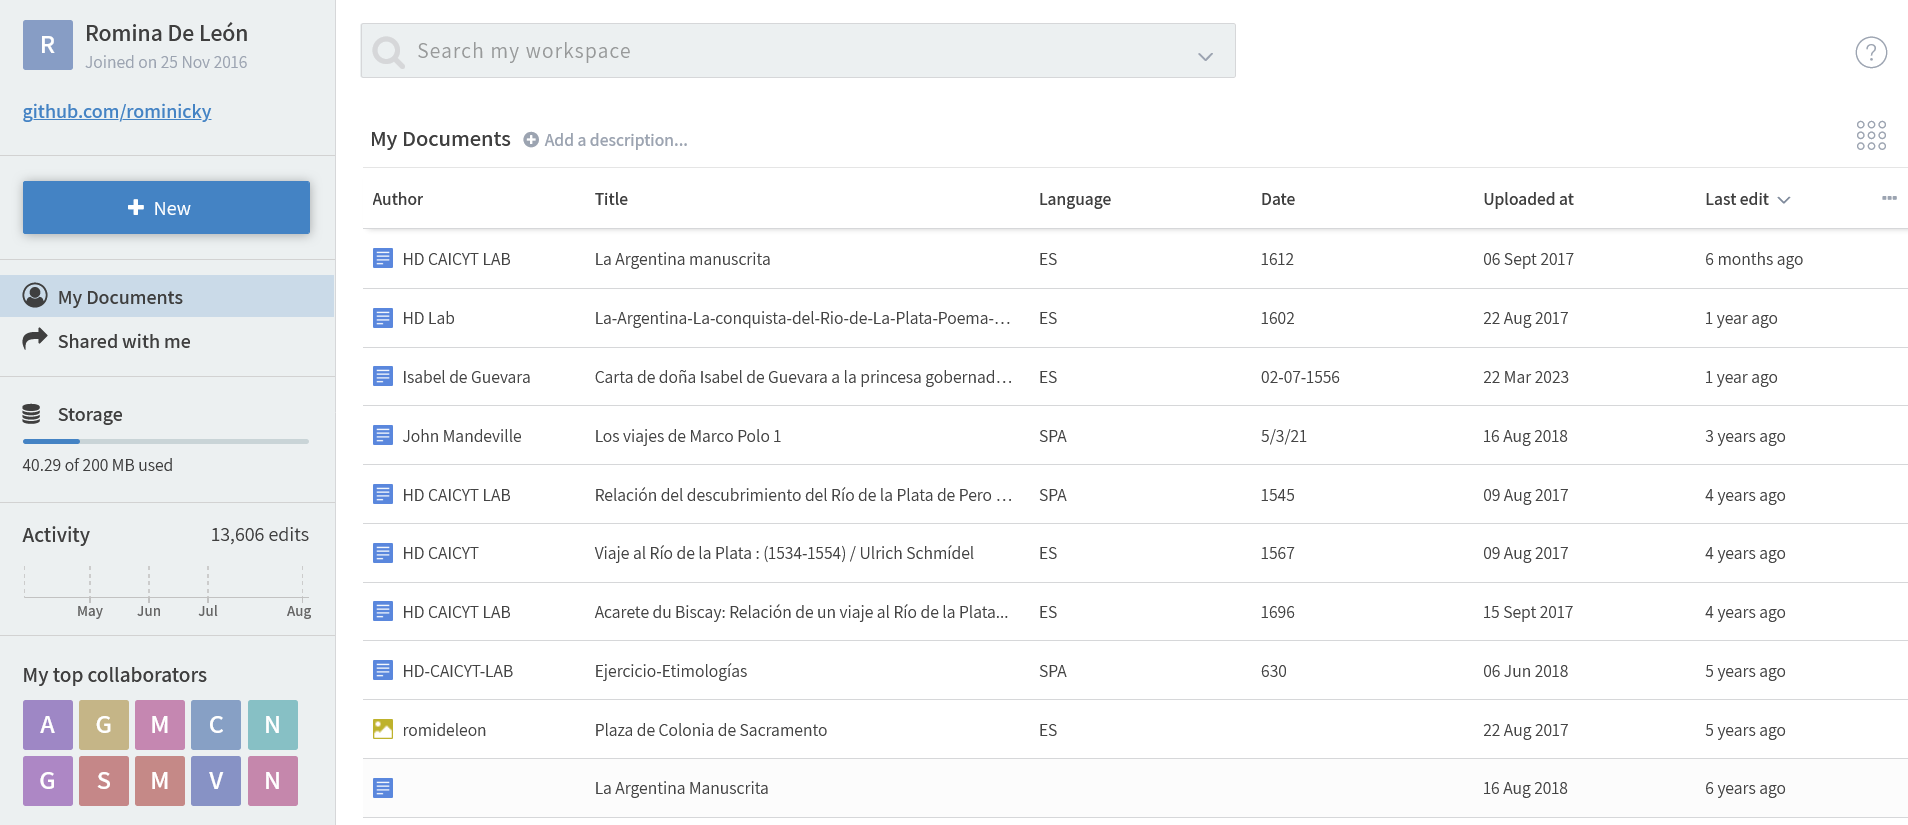 R
Romina De León
Joined on 25 Nov 2016
github.com/rominicky
New
My Documents
Shared with me
Storage
40.29 of 200 MB used
Activity 13,606 edits
May Jun Jul Aug
My top collaborators
A G M C N
G S M V N
Search my workspace
?
My Documents Add a description...
Author Title Language Date Uploaded at Last edit ...
HD CAICYT LAB La Argentina manuscrita ES 1612 06 Sept 2017 6 months ago
HD Lab La-Argentina-La-conquista-del-Rio-de-La-Plata-Poema-... ES 1602 22 Aug 2017 1 year ago
Isabel de Guevara Carta de doña Isabel de Guevara a la princesa gobernad... ES 02-07-1556 22 Mar 2023 1 year ago
John Mandeville Los viajes de Marco Polo 1 SPA 5/3/21 16 Aug 2018 3 years ago
HD CAICYT LAB Relación del descubrimiento del Río de la Plata de Pero ... SPA 1545 09 Aug 2017 4 years ago
HD CAICYT Viaje al Río de la Plata : (1534-1554) / Ulrich Schmídel ES 1567 09 Aug 2017 4 years ago
HD CAICYT LAB Acarete du Biscay: Relación de un viaje al Río de la Plata... ES 1696 15 Sept 2017 4 years ago
HD-CAICYT-LAB Ejercicio-Etimologías SPA 630 06 Jun 2018 5 years ago
romideleon Plaza de Colonia de Sacramento ES 22 Aug 2017 5 years ago
La Argentina Manuscrita 16 Aug 2018 6 years ago